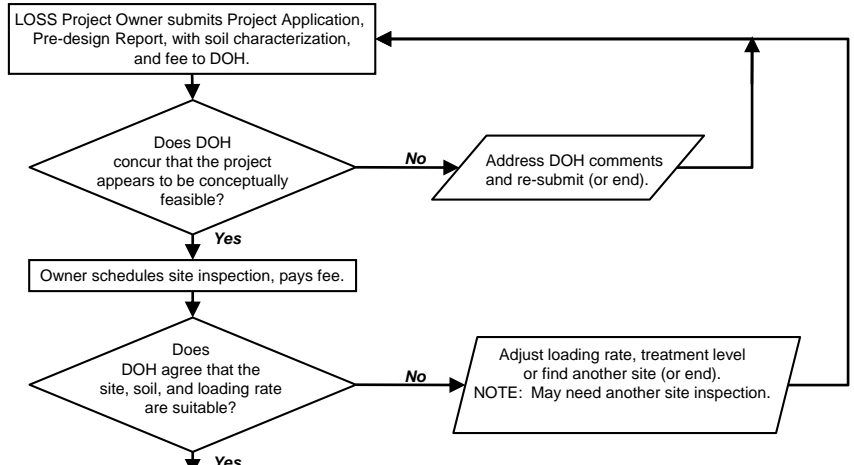 LOSS Project Owner submits Project Application,
Pre-design Report, with soil characterization,
and fee to DOH.
Does DOH
concur that the project
appears to be conceptually
feasible?
No
Address DOH comments
and re-submit (or end).
Yes
Owner schedules site inspection, pays fee.
Does
DOH agree that the
site, soil, and loading rate
are suitable?
No
Adjust loading rate, treatment level
or find another site (or end).
NOTE: May need another site inspection.
Yes